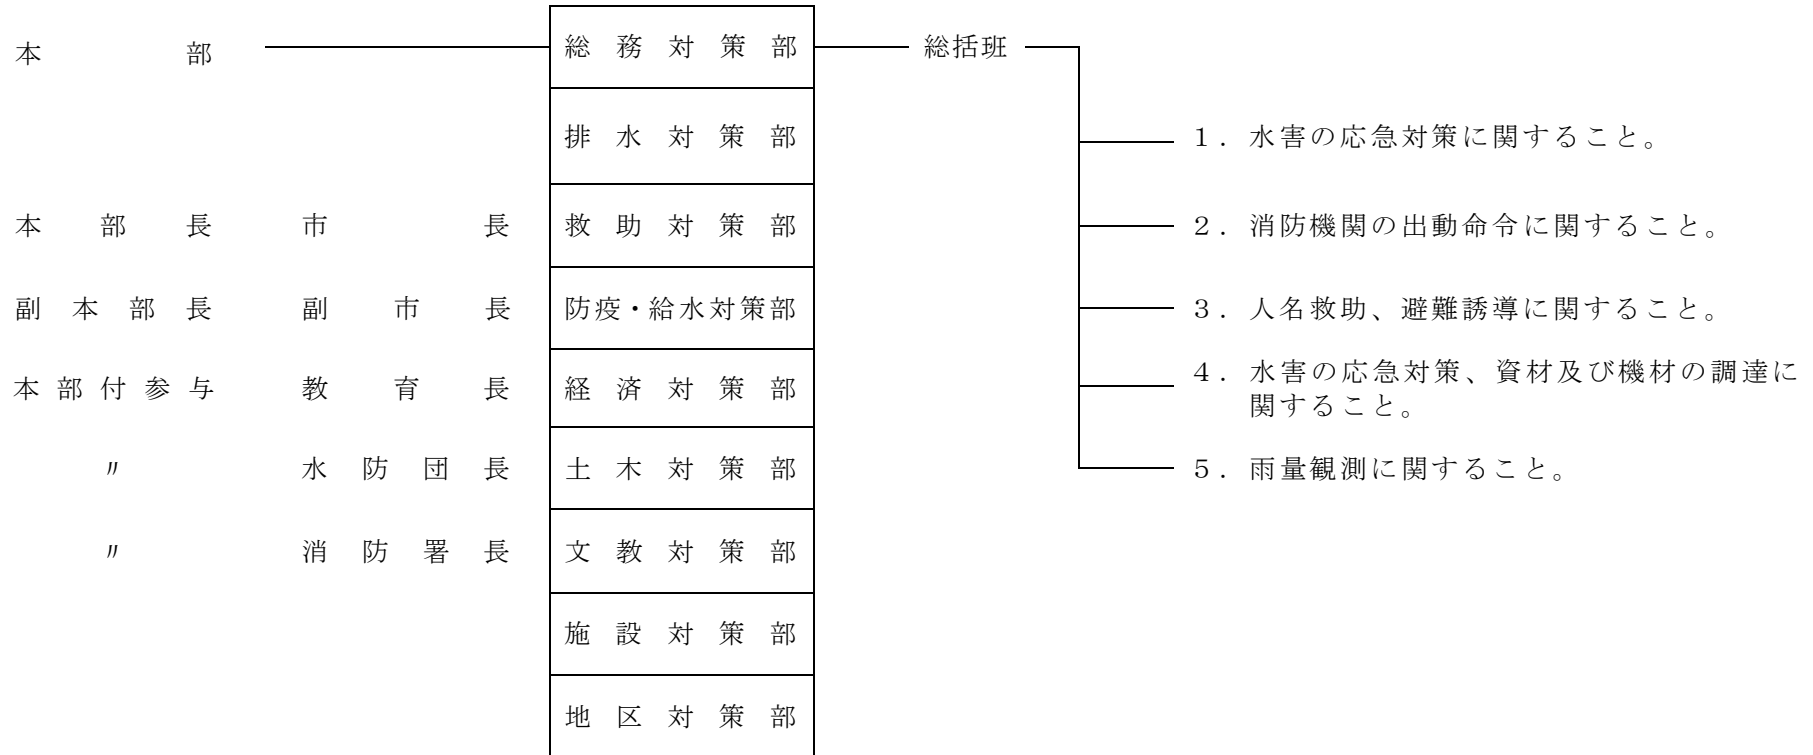 本部 総務対策部 総括班
排水対策部 １．水害の応急対策に関すること。
本部長 市長 救助対策部 ２．消防機関の出動命令に関すること。
副本部長 副市長 防疫・給水対策部 ３．人名救助、避難誘導に関すること。
本部付参与 教育長 経済対策部 ４．水害の応急対策、資材及び機材の調達に
関すること。
〃 水防団長 土木対策部 ５．雨量観測に関すること。
〃 消防署長 文教対策部
施設対策部
地区対策部